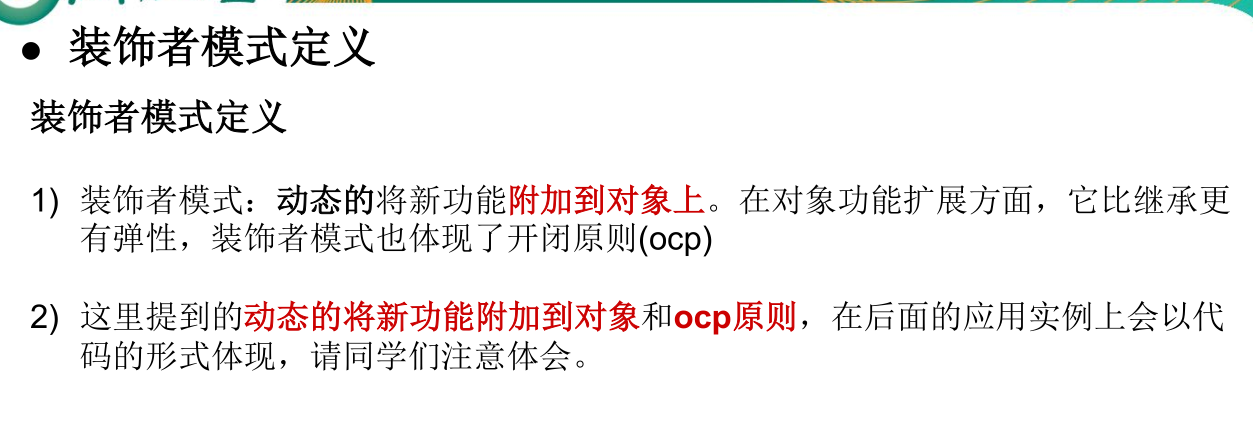 ● 装饰者模式定义
装饰者模式定义
1) 装饰者模式：动态的将新功能附加到对象上。在对象功能扩展方面，它比继承更
有弹性，装饰者模式也体现了开闭原则(ocp)
2) 这里提到的动态的将新功能附加到对象和ocp原则，在后面的应用实例上会以代
码的形式体现，请同学们注意体会。